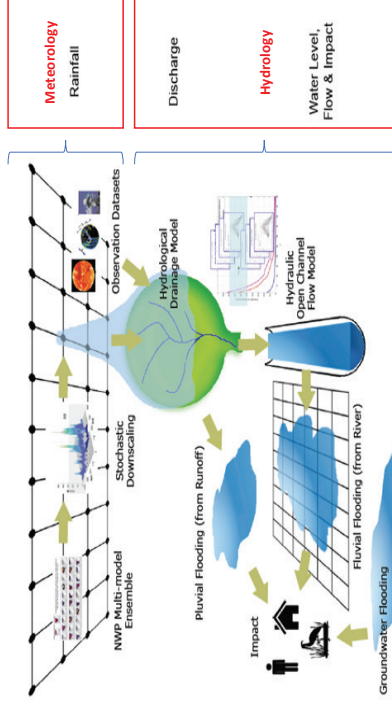 NWP Multi-model
Ensemble
Stochastic
Downscaling
Observation Datasets
Meteorology
Rainfall
Hydrological
Drainage Model
Discharge
Pluvial Flooding (from Runoff)
Hydrology
Hydraulic
Open Channel
Flow Model
Water Level,
Flow & Impact
Impact
Fluvial Flooding (from River)
Groundwater Flooding